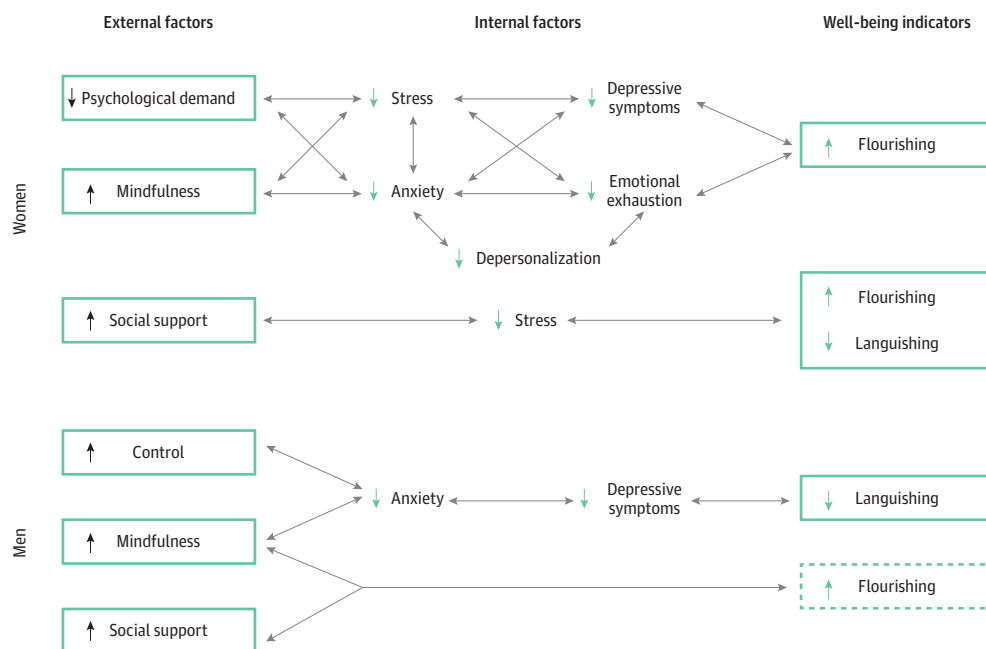 External factors
Internal factors
Well-being indicators
Women
Psychological demand
Stress
Depressive
symptoms
Flourishing
Mindfulness
Anxiety
Emotional
exhaustion
Depersonalization
Social support
Stress
Flourishing
Languishing
Men
Control
Anxiety
Depressive
symptoms
Languishing
Mindfulness
Flourishing
Social support